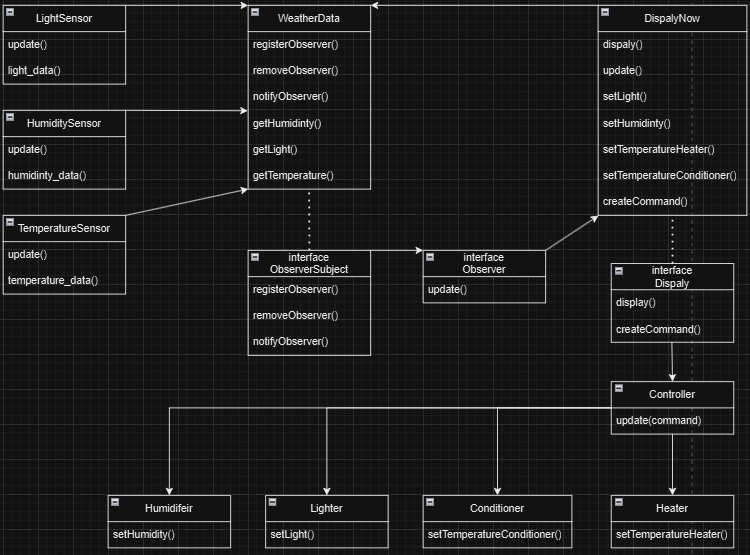 LightSensor
update()
light_data()
HumiditySensor
update()
humidinty_data()
TemperatureSensor
update()
temperature_data()
WeatherData
registerObserver()
removeObserver()
notifyObserver()
getHumidinty()
getLight()
getTemperature()
interface
ObserverSubject
registerObserver()
removeObserver()
notifyObserver()
interface
Observer
update()
DispalyNow
dispaly()
update()
setLight()
setHumidinty()
setTemperatureHeater()
setTemperatureConditioner()
createCommand()
interface
Dispaly
display()
createCommand()
Controller
update(command)
Humidifeir
setHumidity()
Lighter
setLight()
Conditioner
setTemperatureConditioner()
Heater
setTemperatureHeater()